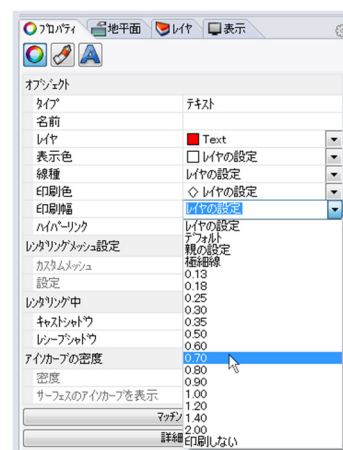 プロパティ 地平面 レイヤ 表示
オブジェクト
タイプ テキスト
名前
レイヤ Text
表示色 レイヤの設定
線種 レイヤの設定
印刷色 レイヤの設定
印刷幅 レイヤの設定
ハイパーリンク レイヤの設定
デフォルト
レンダリングメッシュ設定 親の設定
極細線
カスタムメッシュ 0.13
設定 0.18
0.25
レンダリング中 0.30
キャストシャドウ 0.35
レシーブシャドウ 0.50
0.60
アイソカーブの密度 0.70
密度 0.80
0.90
サーフェスのアイソカーブを表示 1.00
1.20
マッチン 1.40
2.00
詳細 印刷しない